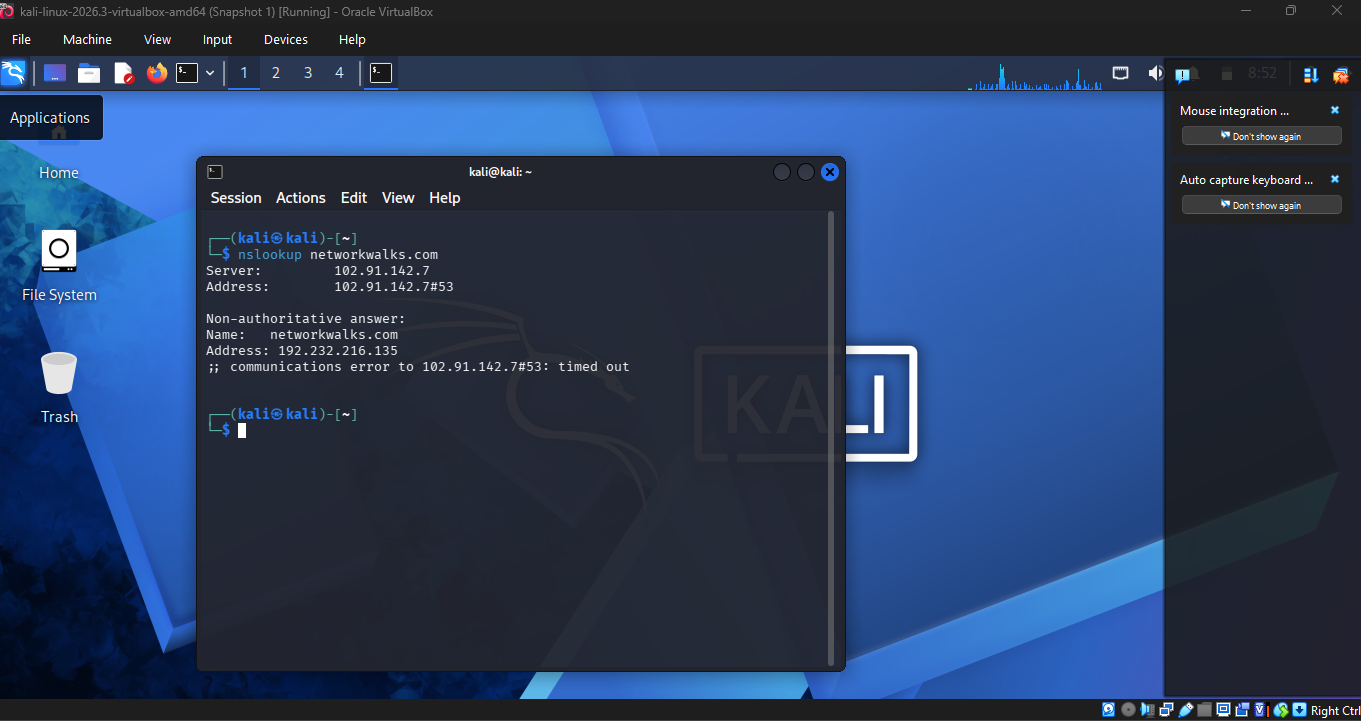 kali-linux-2026.3-virtualbox-amd64 (Snapshot 1) [Running] - Oracle VirtualBox
File Machine View Input Devices Help
1 2 3 4 8:52
Applications
Home
File System
Trash
kali@kali: ~
Session Actions Edit View Help
┌──(kali㉿kali)-[~]
└─$ nslookup networkwalks.com
Server:         102.91.142.7
Address:        102.91.142.7#53
Non-authoritative answer:
Name:   networkwalks.com
Address: 192.232.216.135
;; communications error to 102.91.142.7#53: timed out
┌──(kali㉿kali)-[~]
└─$
KALI
Mouse integration ...
Don't show again
Auto capture keyboard ...
Don't show again
Right Ctrl